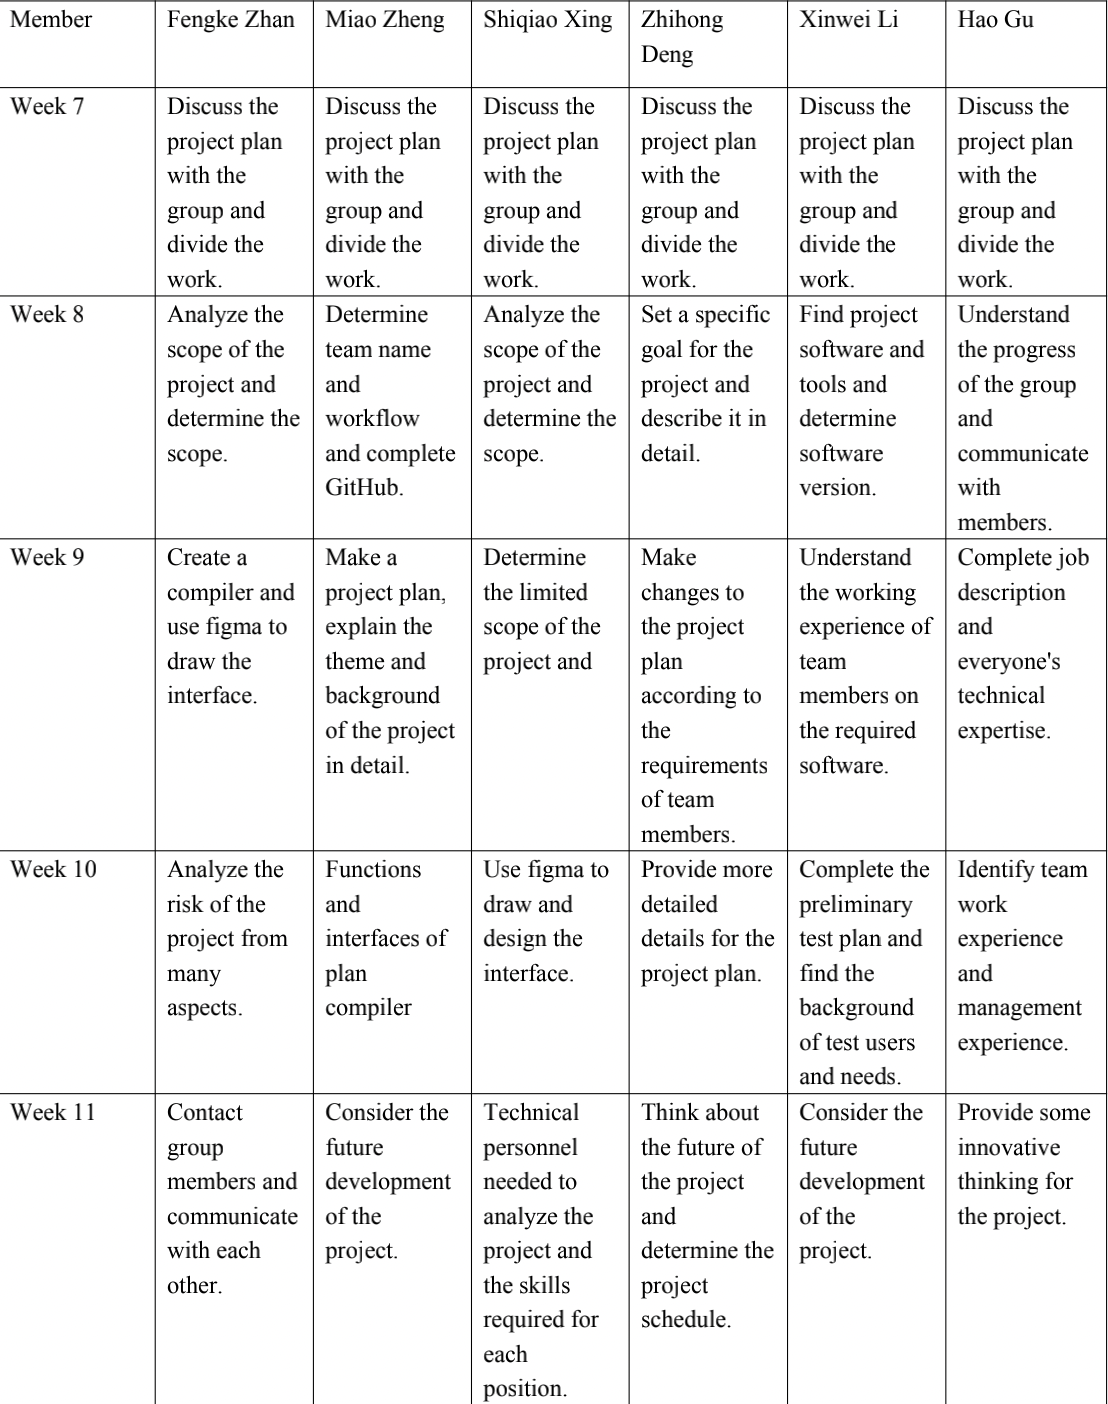 Member
Fengke Zhan
Miao Zheng
Shiqiao Xing
Zhihong
Deng
Xinwei Li
Hao Gu
Week 7
Discuss the
project plan
with the
group and
divide the
work.
Discuss the
project plan
with the
group and
divide the
work.
Discuss the
project plan
with the
group and
divide the
work.
Discuss the
project plan
with the
group and
divide the
work.
Discuss the
project plan
with the
group and
divide the
work.
Discuss the
project plan
with the
group and
divide the
work.
Week 8
Analyze the
scope of the
project and
determine the
scope.
Determine
team name
and
workflow
and complete
GitHub.
Analyze the
scope of the
project and
determine the
scope.
Set a specific
goal for the
project and
describe it in
detail.
Find project
software and
tools and
determine
software
version.
Understand
the progress
of the group
and
communicate
with
members.
Week 9
Create a
compiler and
use figma to
draw the
interface.
Make a
project plan,
explain the
theme and
background
of the project
in detail.
Determine
the limited
scope of the
project and
Make
changes to
the project
plan
according to
the
requirements
of team
members.
Understand
the working
experience of
team
members on
the required
software.
Complete job
description
and
everyone's
technical
expertise.
Week 10
Analyze the
risk of the
project from
many
aspects.
Functions
and
interfaces of
plan
compiler
Use figma to
draw and
design the
interface.
Provide more
detailed
details for the
project plan.
Complete the
preliminary
test plan and
find the
background
of test users
and needs.
Identify team
work
experience
and
management
experience.
Week 11
Contact
group
members and
communicate
with each
other.
Consider the
future
development
of the
project.
Technical
personnel
needed to
analyze the
project and
the skills
required for
each
position.
Think about
the future of
the project
and
determine the
project
schedule.
Consider the
future
development
of the
project.
Provide some
innovative
thinking for
the project.